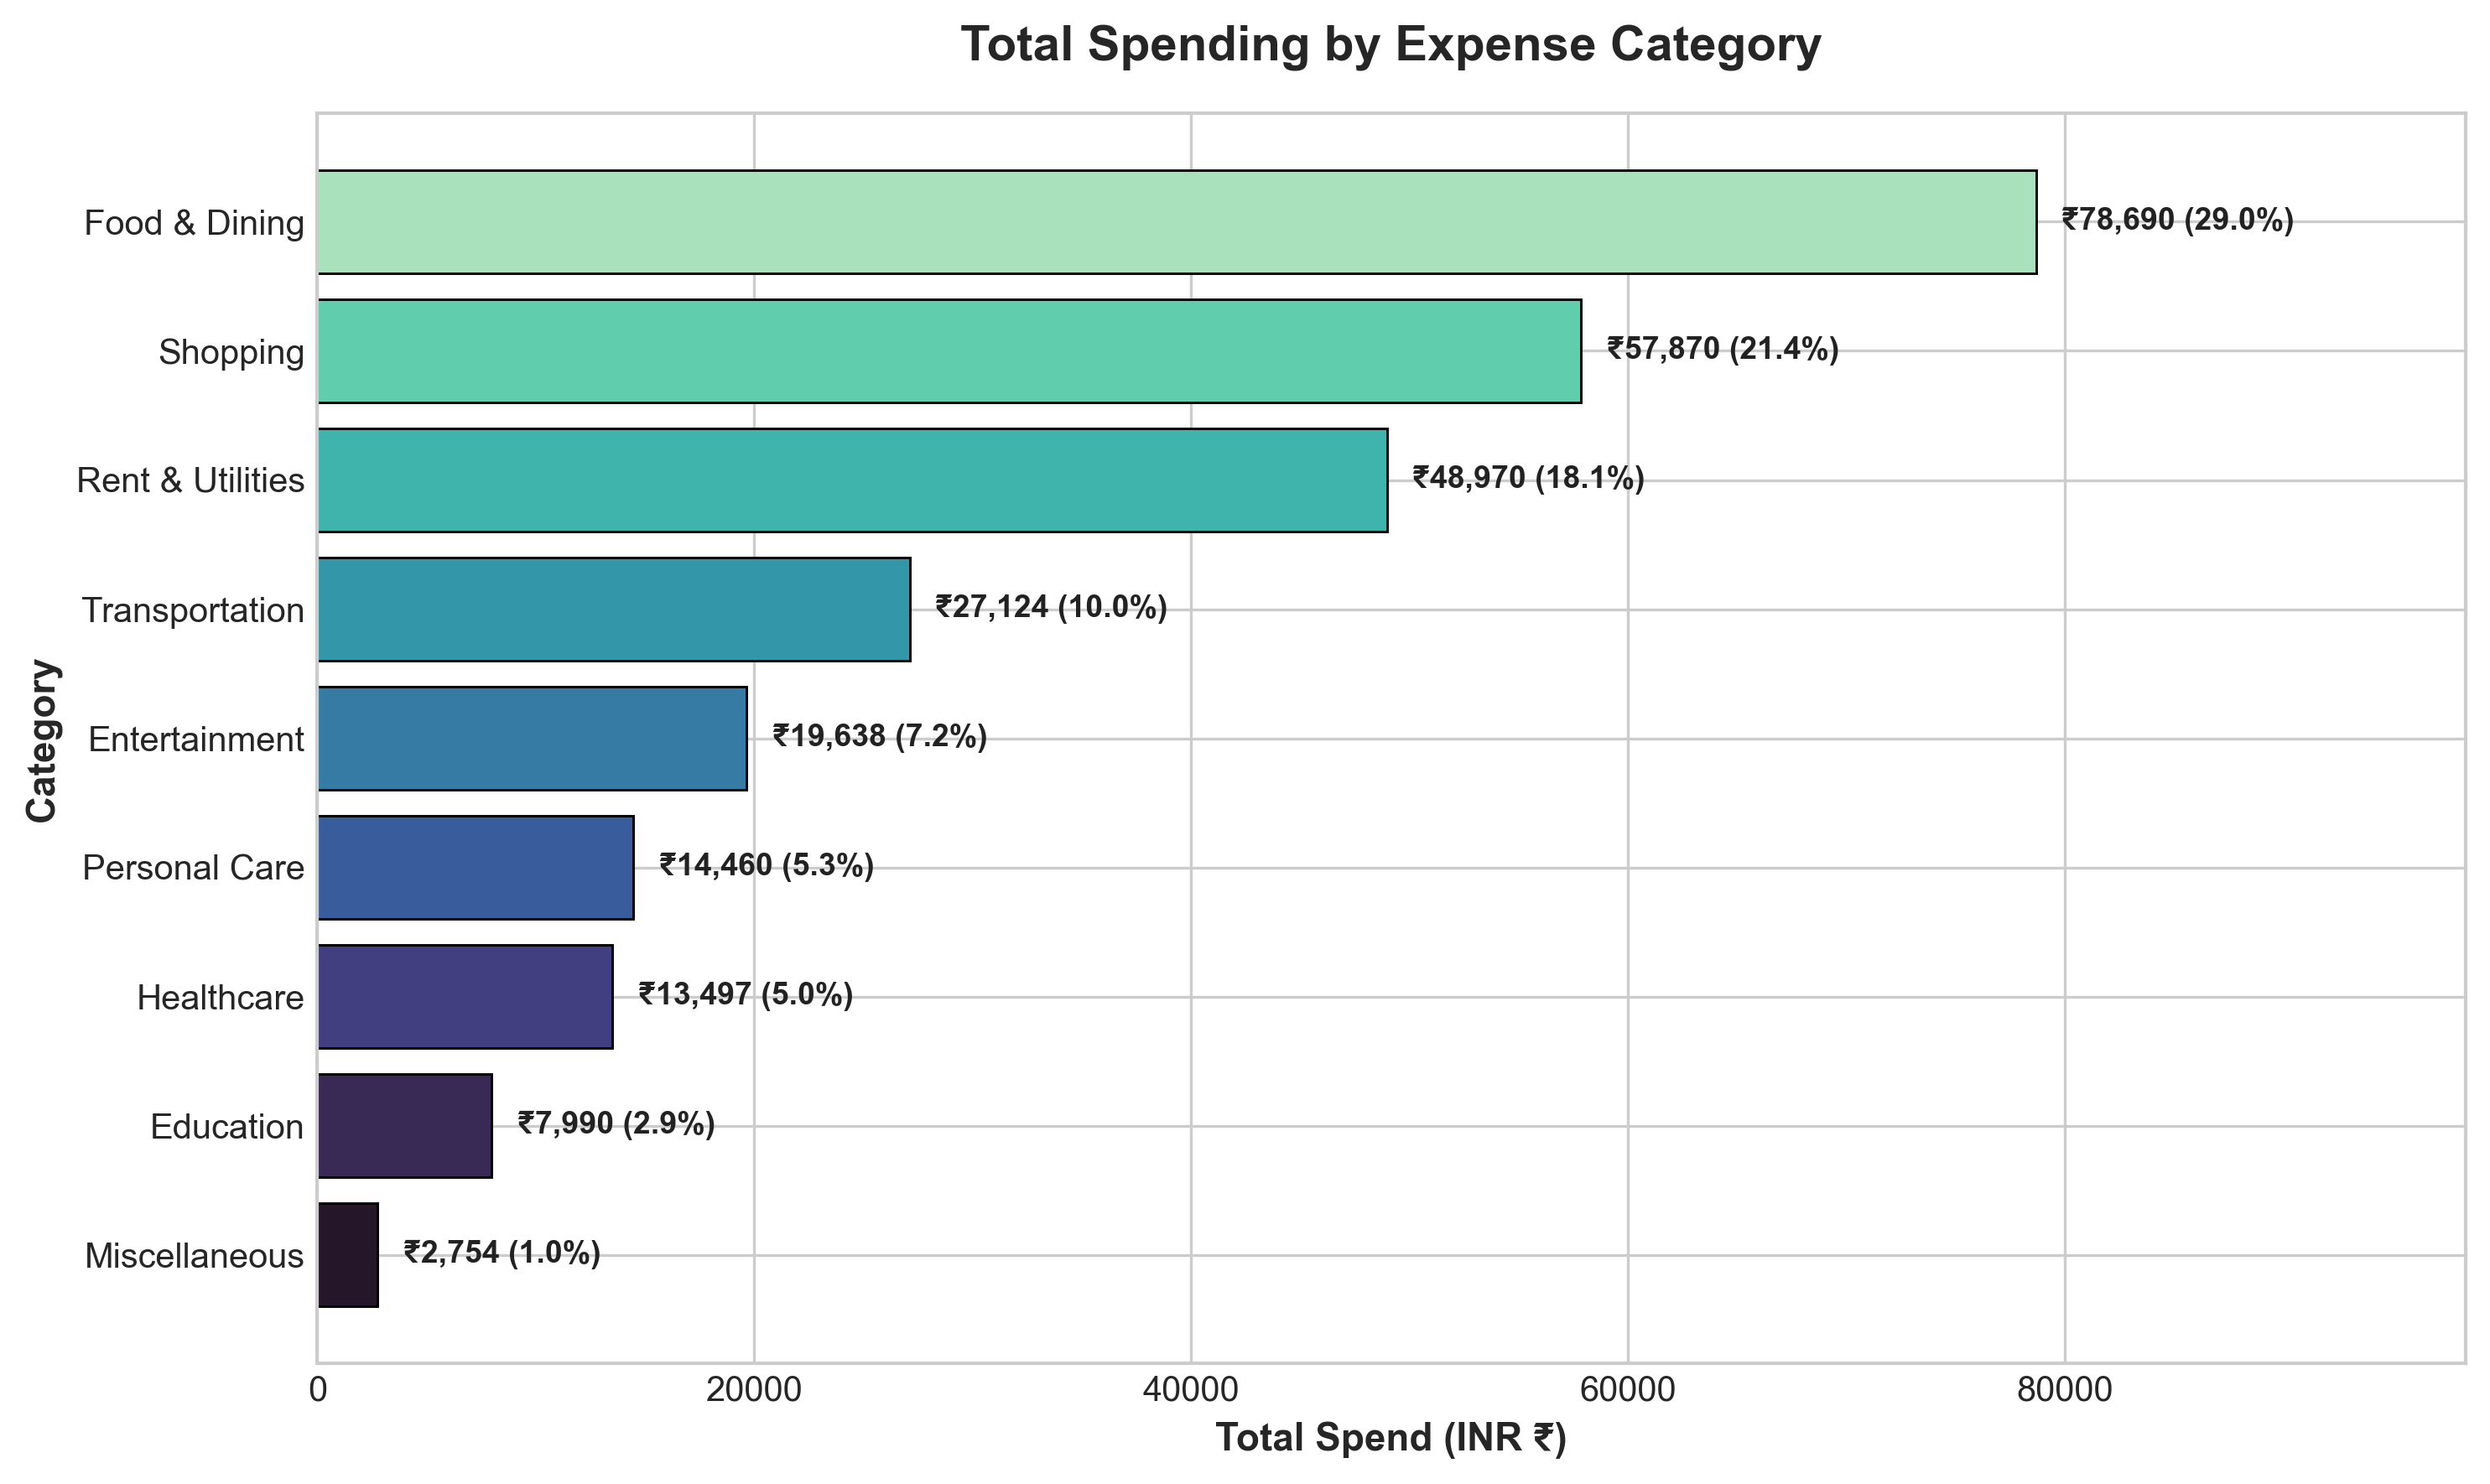 Total Spending by Expense Category
Food & Dining
₹78,690 (29.0%)
Shopping
₹57,870 (21.4%)
Rent & Utilities
₹48,970 (18.1%)
Transportation
₹27,124 (10.0%)
Entertainment
₹19,638 (7.2%)
Personal Care
₹14,460 (5.3%)
Healthcare
₹13,497 (5.0%)
Education
₹7,990 (2.9%)
Miscellaneous
₹2,754 (1.0%)
Category
0 20000 40000 60000 80000
Total Spend (INR ₹)